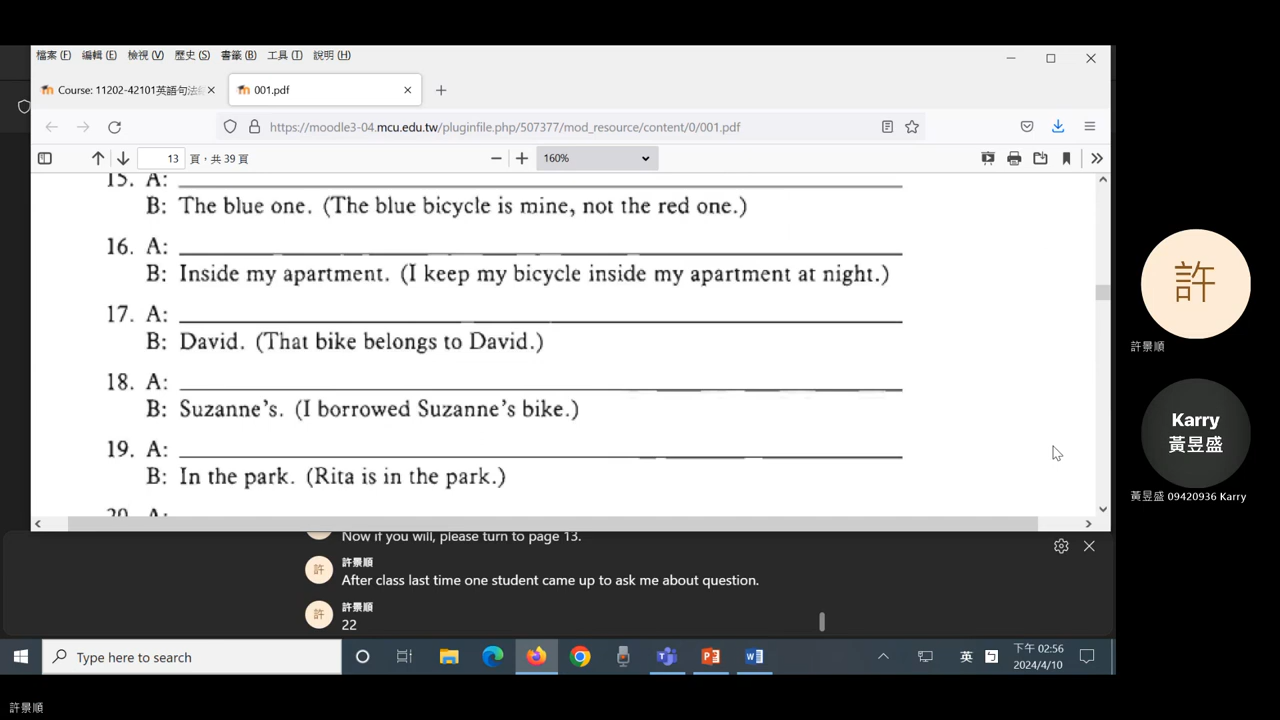 檔案(F) 編輯(E) 檢視(V) 歷史(S) 書籤(B) 工具(T) 說明(H)
Course: 11202-42101英語句法 001.pdf
https://moodle3-04.mcu.edu.tw/pluginfile.php/507377/mod_resource/content/0/001.pdf
13 頁，共 39 頁 160%
15. A:
B: The blue one. (The blue bicycle is mine, not the red one.)
16. A:
B: Inside my apartment. (I keep my bicycle inside my apartment at night.)
17. A:
B: David. (That bike belongs to David.)
18. A:
B: Suzanne's. (I borrowed Suzanne's bike.)
19. A:
B: In the park. (Rita is in the park.)
20. A:
Now if you will, please turn to page 13.
許 許景順
After class last time one student came up to ask me about question.
許 許景順
22
許
許景順
Karry
黃昱盛
黃昱盛 09420936 Karry
Type here to search
英
下午 02:56
2024/4/10
許景順